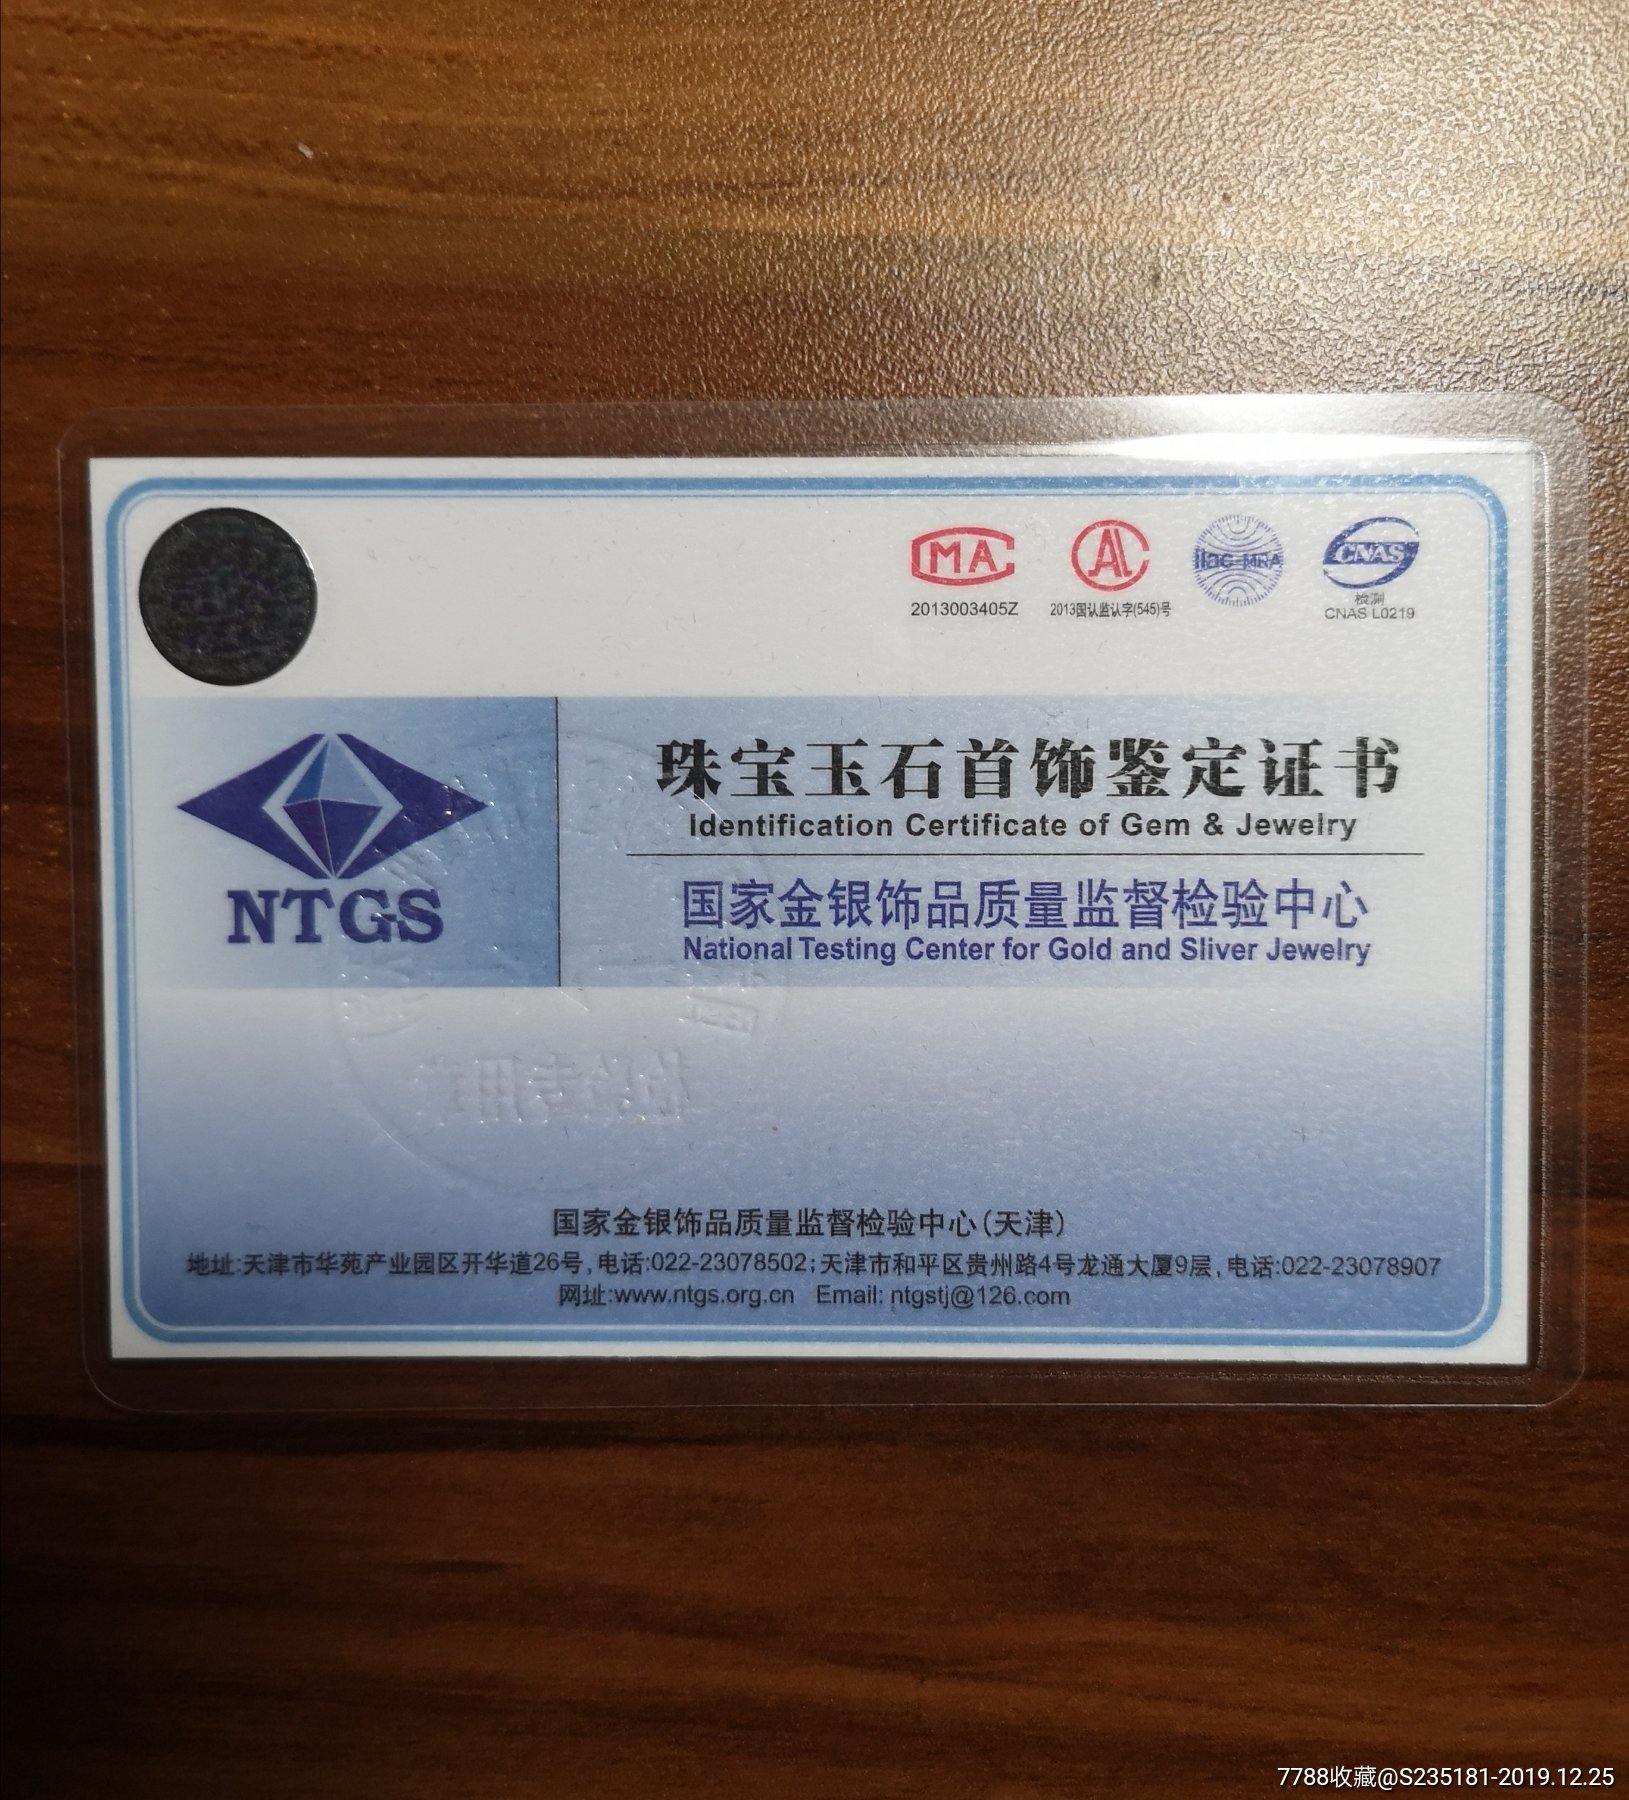 MA
2013003405Z
AL
2013国认监认字(545)号
ilac-MRA
CNAS
检测
CNAS L0219
NTGS
珠宝玉石首饰鉴定证书
Identification Certificate of Gem & Jewelry
国家金银饰品质量监督检验中心
National Testing Center for Gold and Sliver Jewelry
专用
国家金银饰品质量监督检验中心(天津)
地址:天津市华苑产业园区开华道26号,电话:022-23078502;天津市和平区贵州路4号龙通大厦9层,电话:022-23078907
网址:www.ntgs.org.cn Email: ntgstj@126.com
7788收藏@S235181-2019.12.25